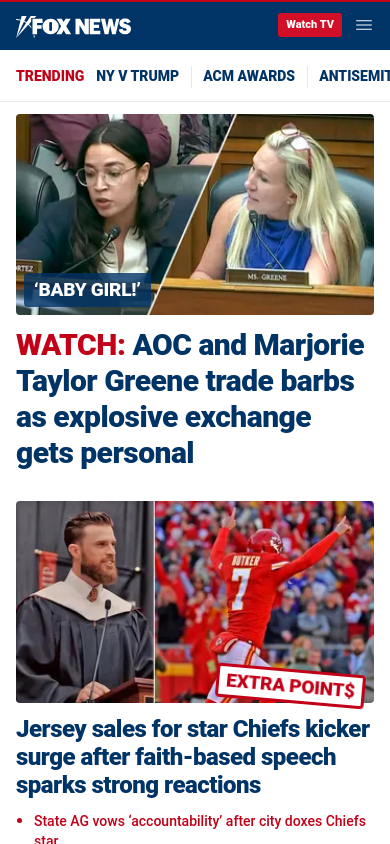 FOX NEWS
Watch TV
TRENDING NY V TRUMP ACM AWARDS ANTISEMIT
RTEZ
MS. GREENE
‘BABY GIRL!’
WATCH: AOC and Marjorie
Taylor Greene trade barbs
as explosive exchange
gets personal
BUTKER
7
EXTRA POINT$
Jersey sales for star Chiefs kicker
surge after faith-based speech
sparks strong reactions
• State AG vows ‘accountability’ after city doxes Chiefs
star